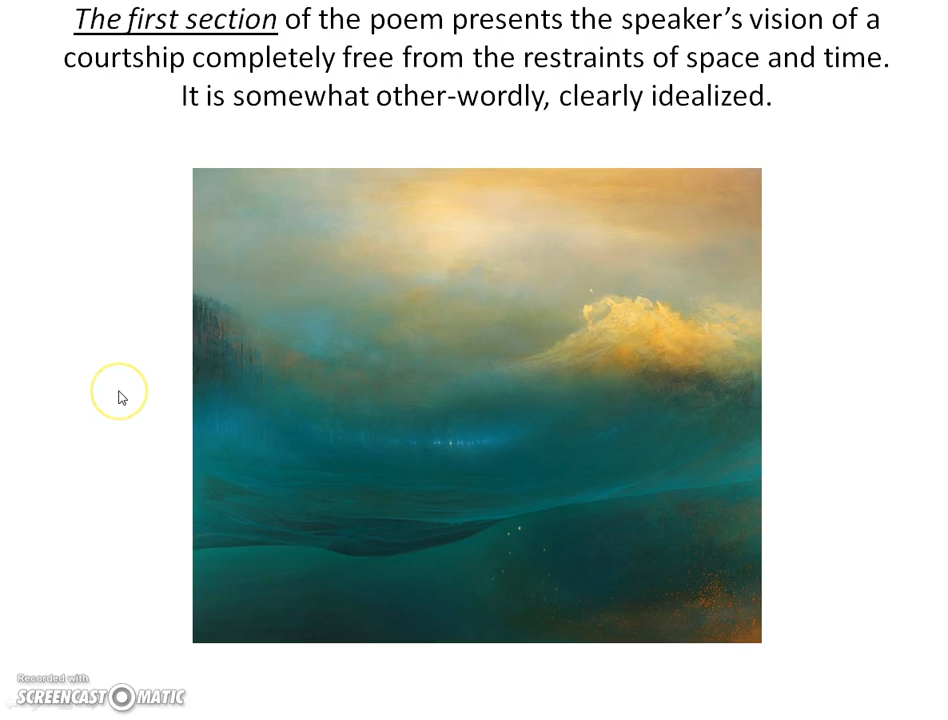 The first section of the poem presents the speaker’s vision of a
courtship completely free from the restraints of space and time.
It is somewhat other-wordly, clearly idealized.
Recorded with
SCREENCAST MATIC